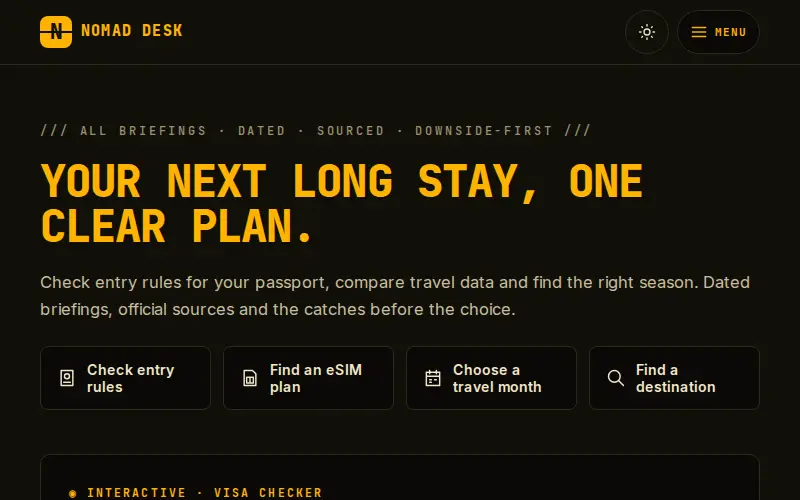 N NOMAD DESK
MENU
/// ALL BRIEFINGS · DATED · SOURCED · DOWNSIDE-FIRST ///
YOUR NEXT LONG STAY, ONE
CLEAR PLAN.
Check entry rules for your passport, compare travel data and find the right season. Dated
briefings, official sources and the catches before the choice.
Check entry
rules
Find an eSIM
plan
Choose a
travel month
Find a
destination
◉ INTERACTIVE · VISA CHECKER